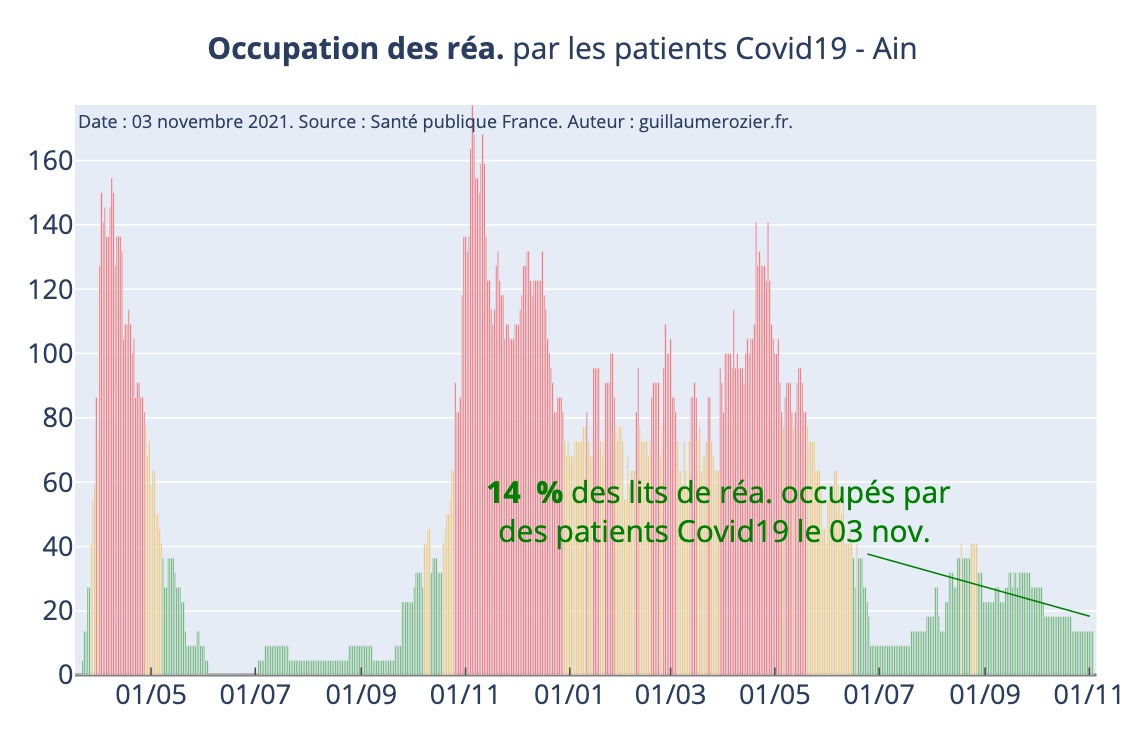 Occupation des réa. par les patients Covid19 - Ain
Date : 03 novembre 2021. Source : Santé publique France. Auteur : guillaumerozier.fr.
160
140
120
100
80
60
40
20
0
14 % des lits de réa. occupés par
des patients Covid19 le 03 nov.
01/05 01/07 01/09 01/11 01/01 01/03 01/05 01/07 01/09 01/11